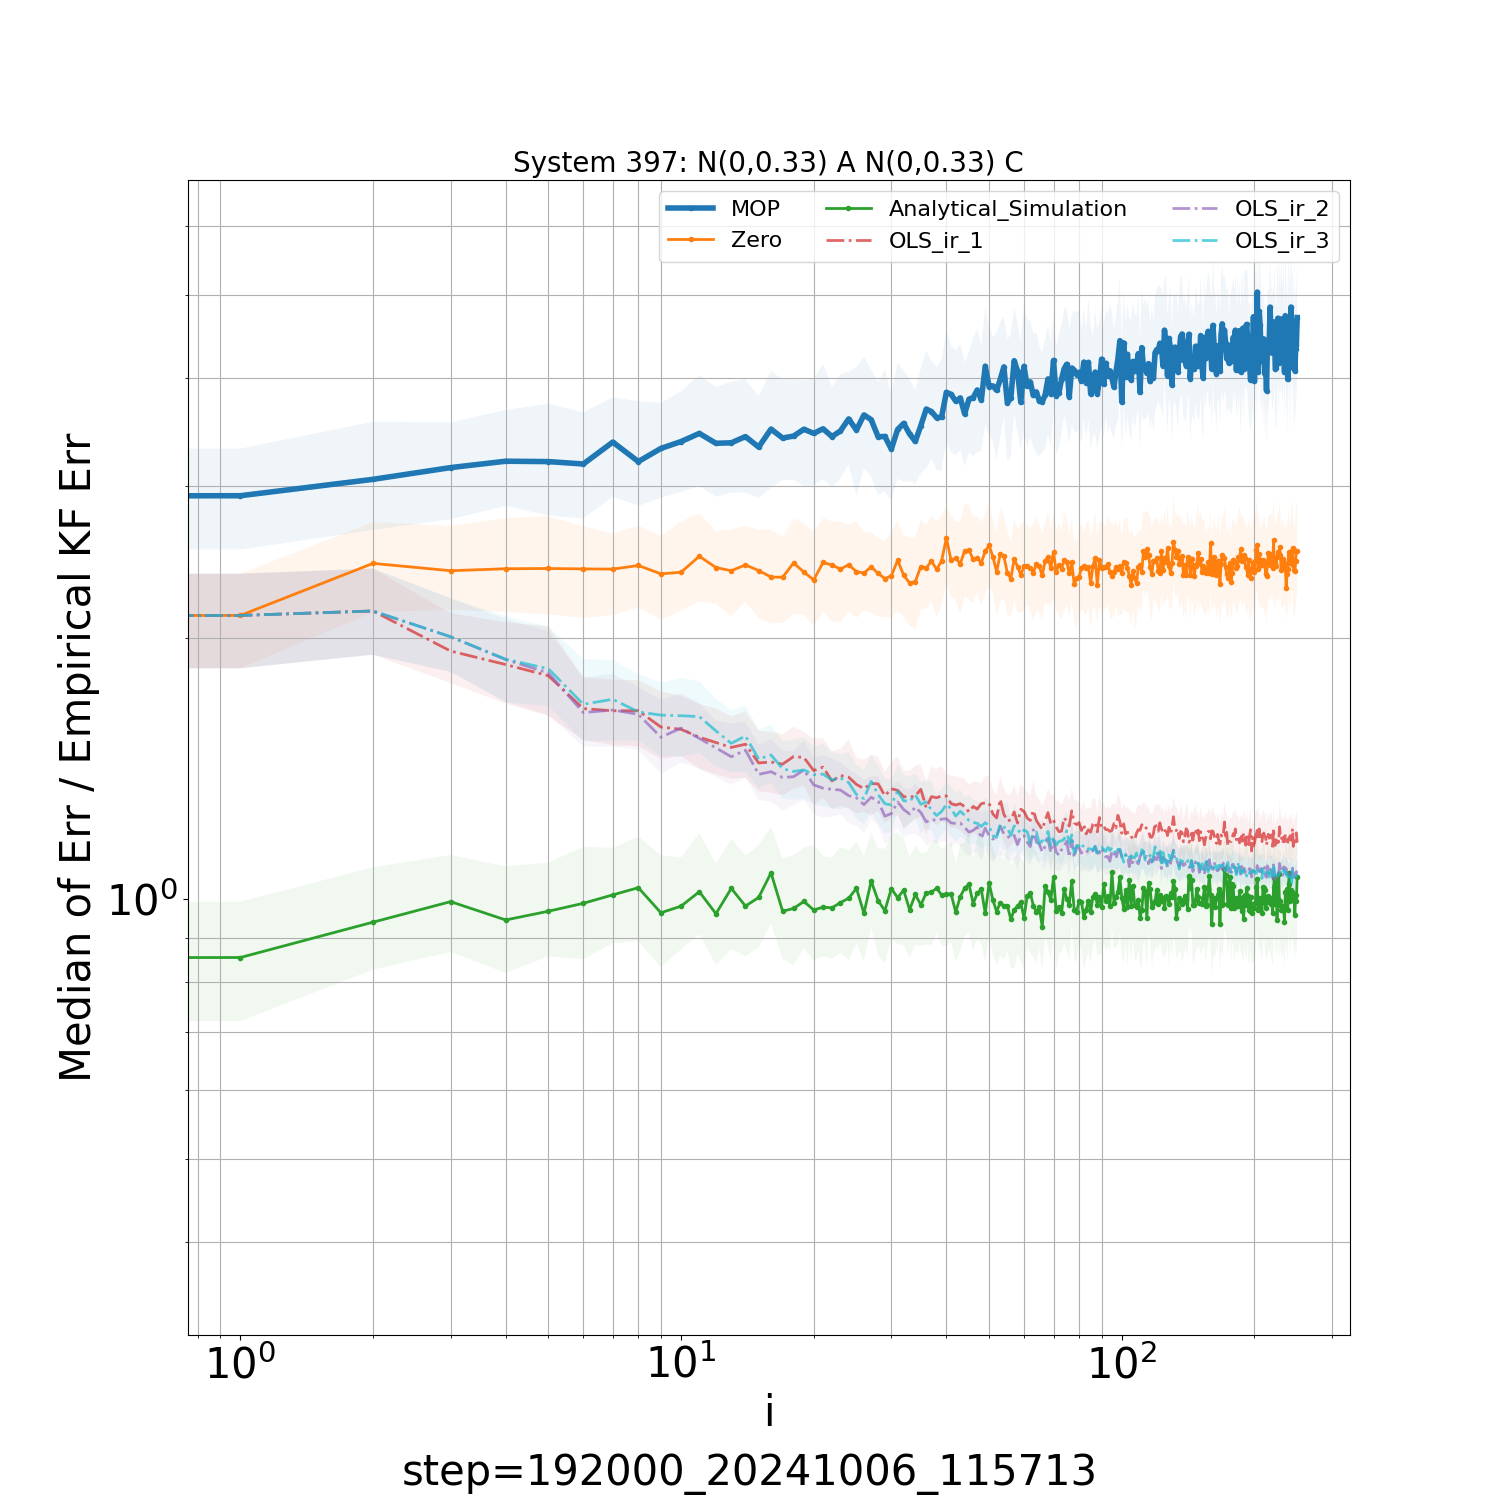 System 397: N(0,0.33) A N(0,0.33) C
MOP
Zero
Analytical_Simulation
OLS_ir_1
OLS_ir_2
OLS_ir_3
Median of Err / Empirical KF Err
10⁰
10⁰ 10¹ 10²
i
step=192000_20241006_115713